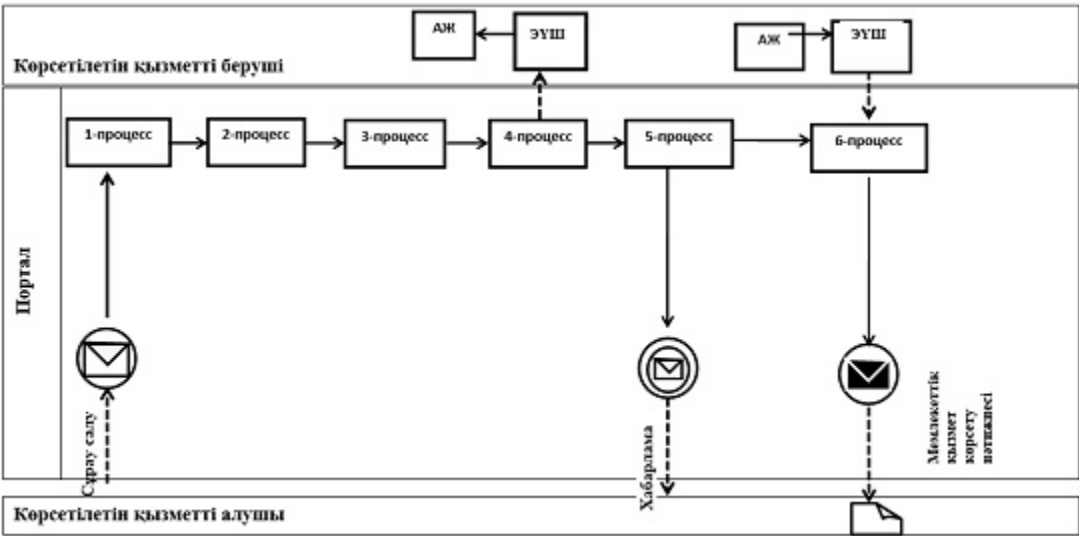 АЖ
ЭҮШ
АЖ
ЭҮШ
Көрсетілетін қызметті беруші
1-процесс
2-процесс
3-процесс
4-процесс
5-процесс
6-процесс
Портал
Сұрау салу
Хабарлама
Мемлекеттік
қызмет
көрсету
нәтижесі
Көрсетілетін қызметті алушы